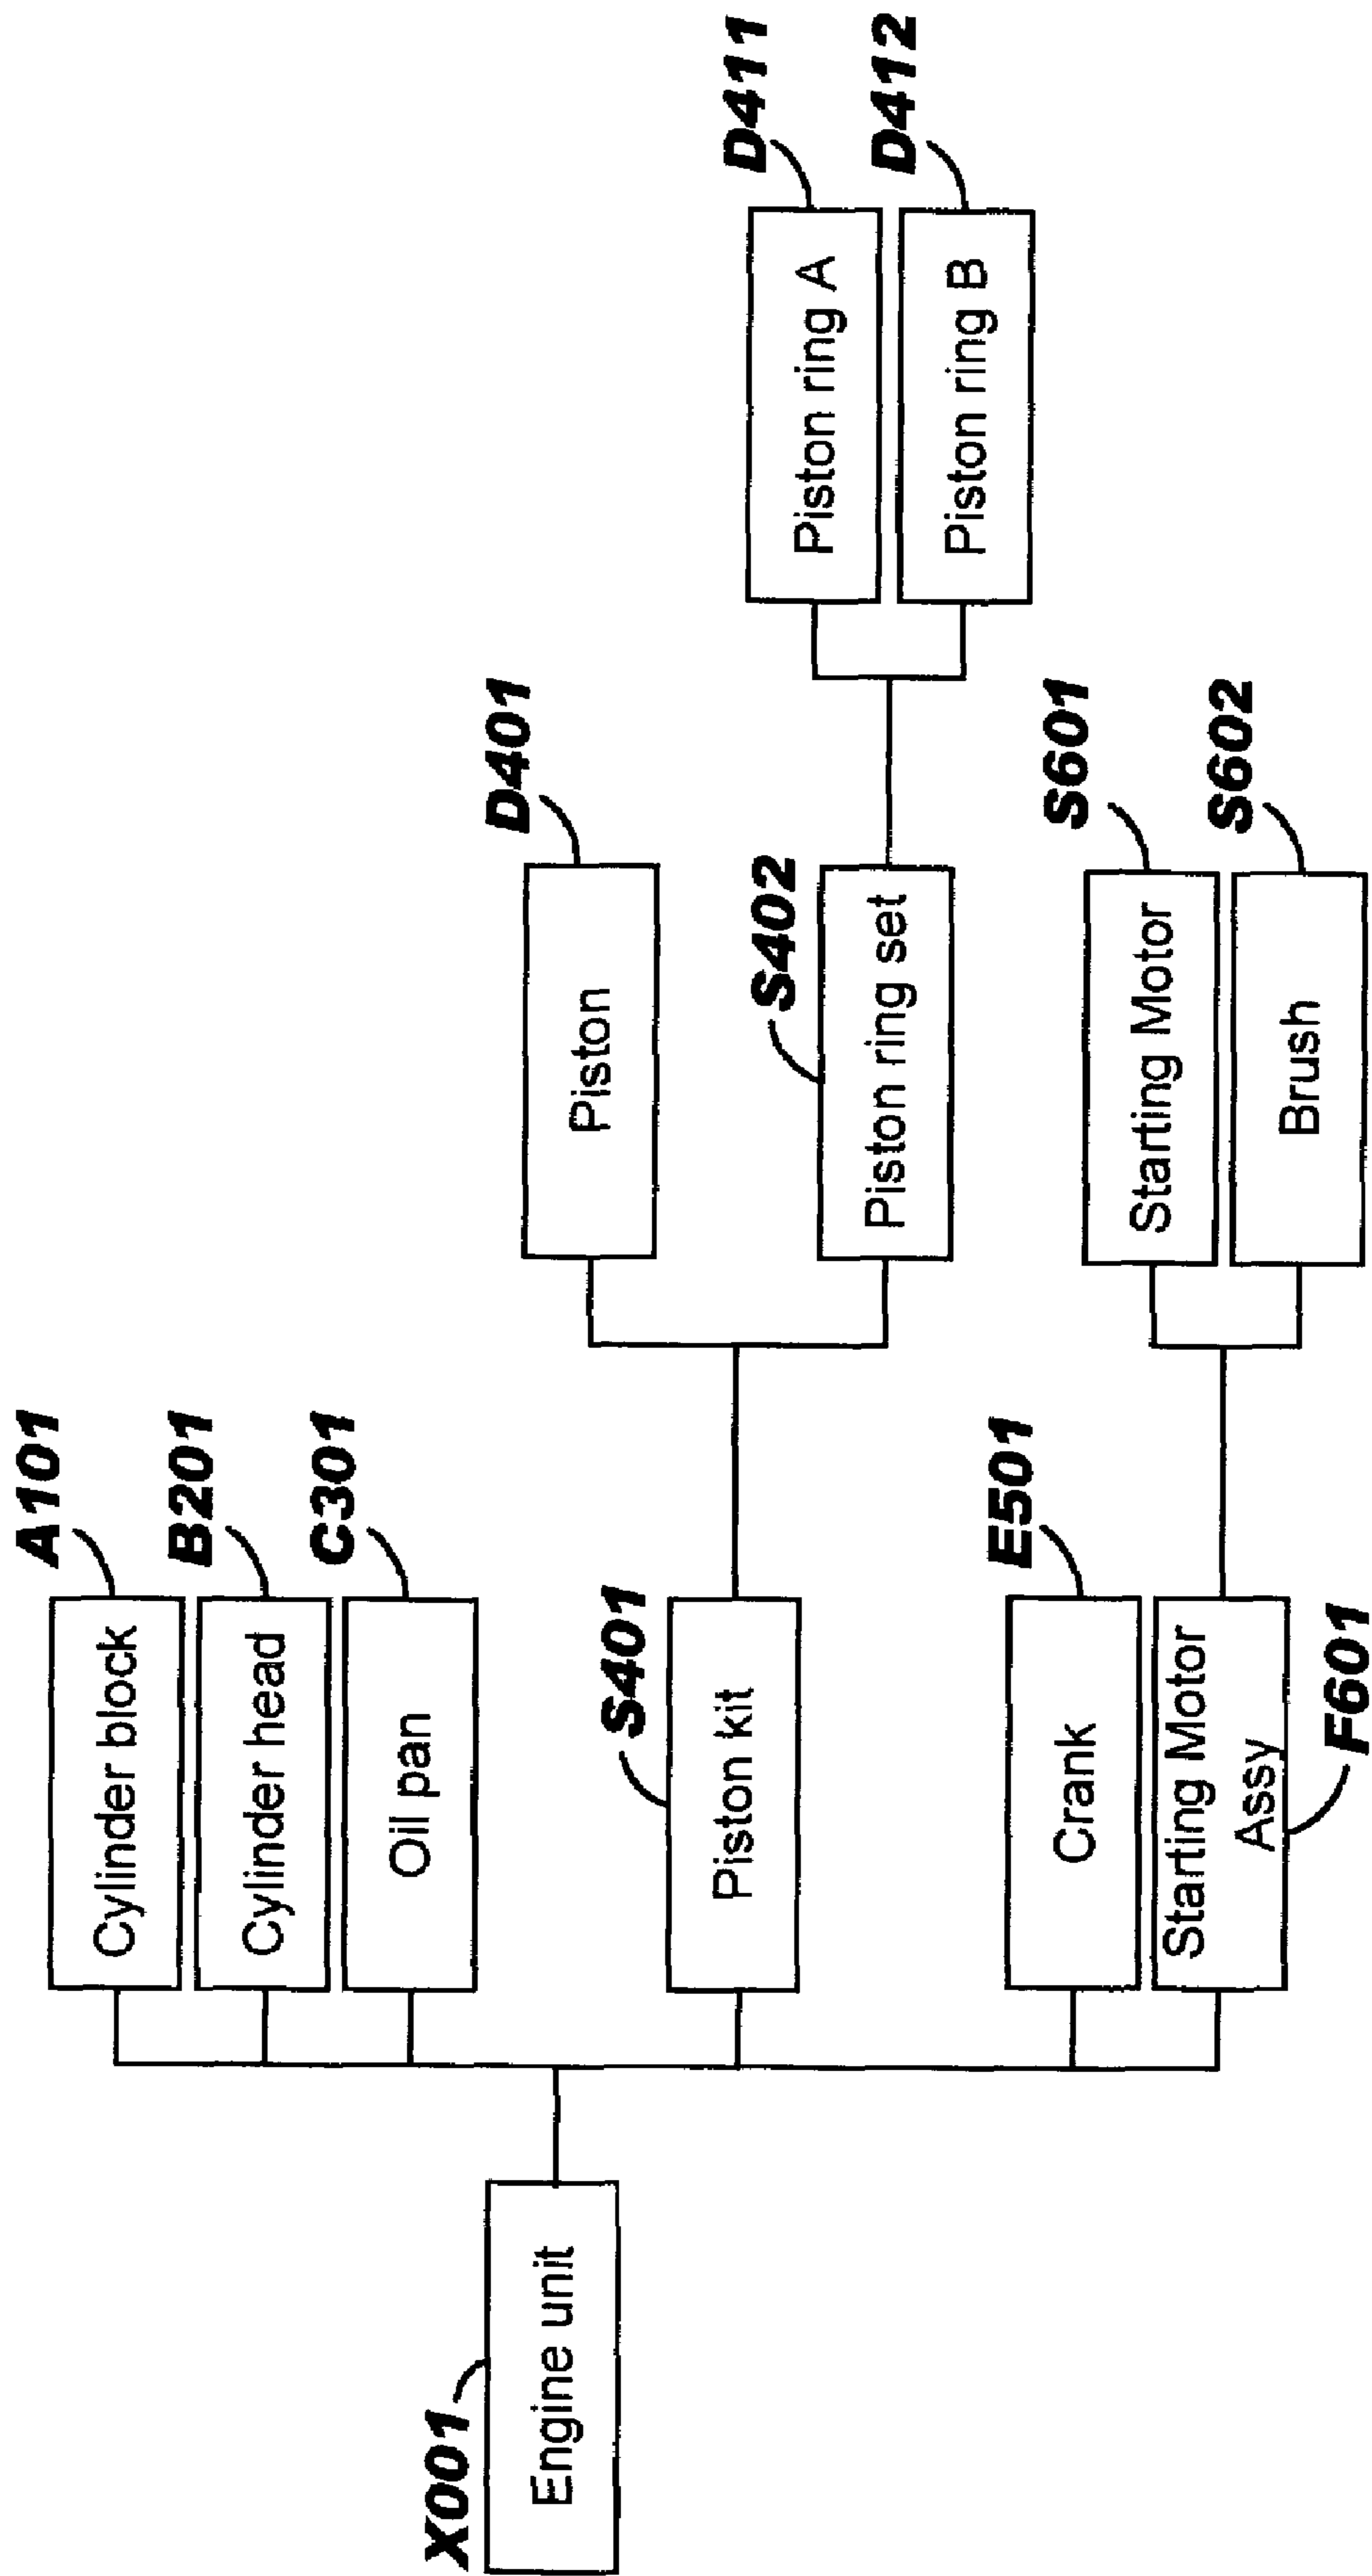 X001
Engine unit
A101
Cylinder block
B201
Cylinder head
C301
Oil pan
S401
Piston kit
E501
Crank
Starting Motor
Assy
F601
D401
Piston
S402
Piston ring set
S601
Starting Motor
S602
Brush
D411
Piston ring A
D412
Piston ring B